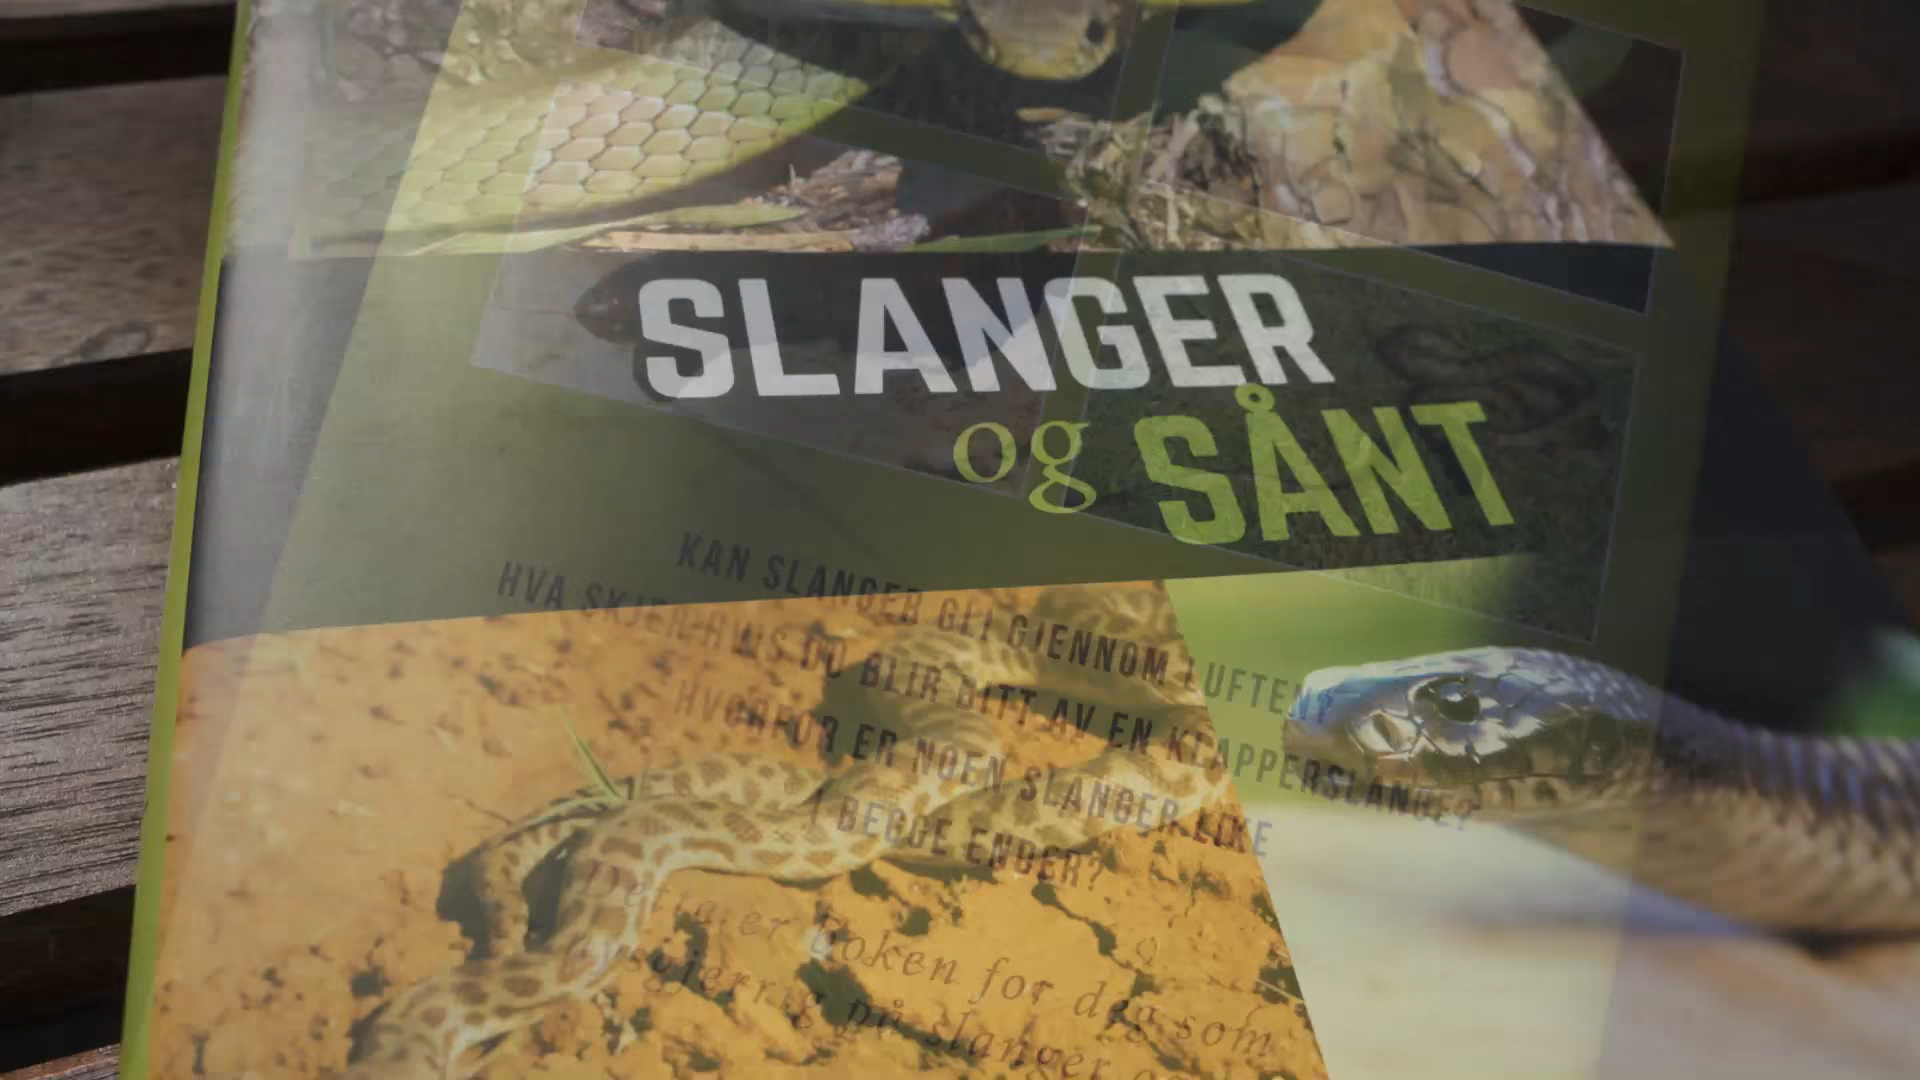 SLANGER
og SÅNT
KAN SLANGER GLI GJENNOM LUFTEN?
HVA SKJER HVIS DU BLIR BITT AV EN KLAPPERSLANGE?
HVORFOR ER NOEN SLANGER LIKE
I BEGGE ENDER?
Dette er boken for deg som
nysgjerrig på slanger